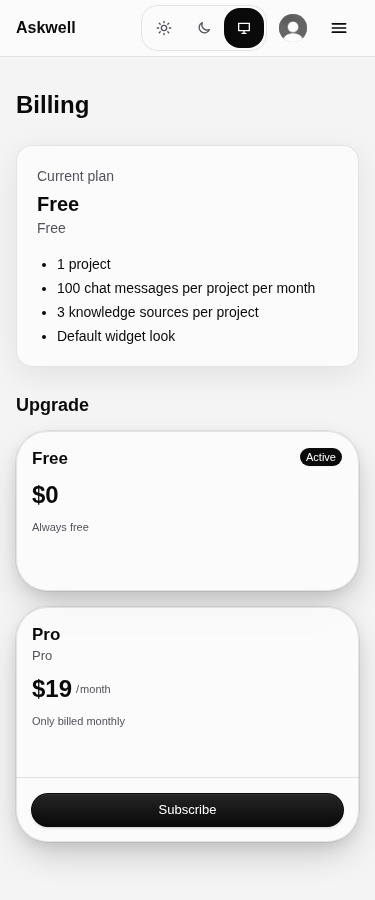 Askwell
Billing
Current plan
Free
Free
1 project
100 chat messages per project per month
3 knowledge sources per project
Default widget look
Upgrade
Free
Active
$0
Always free
Pro
Pro
$19 /month
Only billed monthly
Subscribe